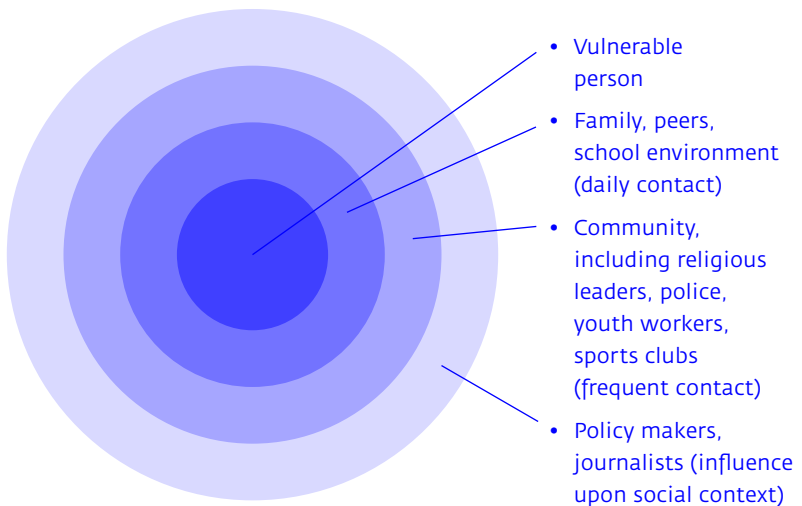 • Vulnerable
person
• Family, peers,
school environment
(daily contact)
• Community,
including religious
leaders, police,
youth workers,
sports clubs
(frequent contact)
• Policy makers,
journalists (influence
upon social context)